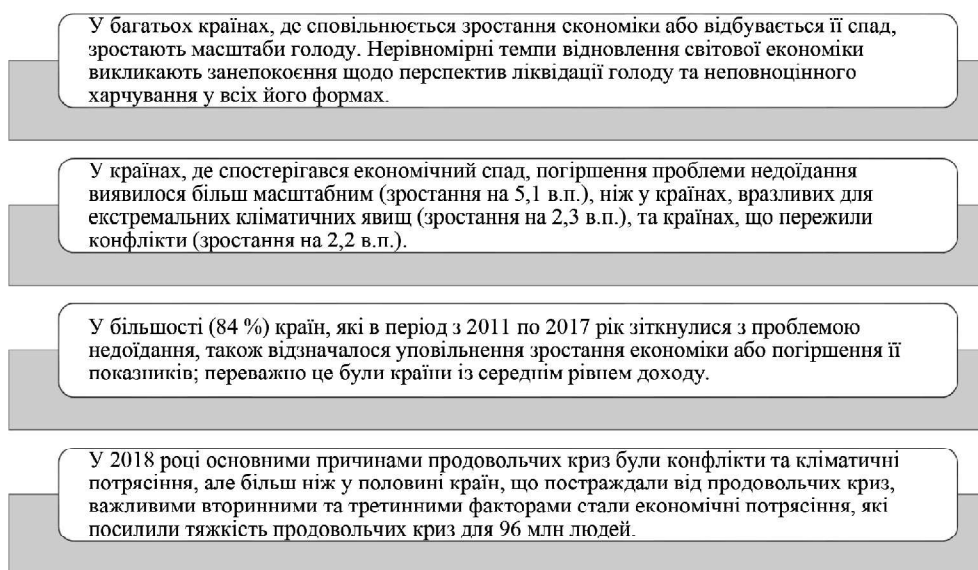 У багатьох країнах, де сповільнюється зростання економіки або відбувається її спад,
зростають масштаби голоду. Нерівномірні темпи відновлення світової економіки
викликають занепокоєння щодо перспектив ліквідації голоду та неповноцінного
харчування у всіх його формах.
У країнах, де спостерігався економічний спад, погіршення проблеми недоїдання
виявилося більш масштабним (зростання на 5,1 в.п.), ніж у країнах, вразливих для
екстремальних кліматичних явищ (зростання на 2,3 в.п.), та країнах, що пережили
конфлікти (зростання на 2,2 в.п.).
У більшості (84 %) країн, які в період з 2011 по 2017 рік зіткнулися з проблемою
недоїдання, також відзначалося уповільнення зростання економіки або погіршення її
показників; переважно це були країни із середнім рівнем доходу.
У 2018 році основними причинами продовольчих криз були конфлікти та кліматичні
потрясіння, але більш ніж у половині країн, що постраждали від продовольчих криз,
важливими вторинними та третинними факторами стали економічні потрясіння, які
посилили тяжкість продовольчих криз для 96 млн людей.